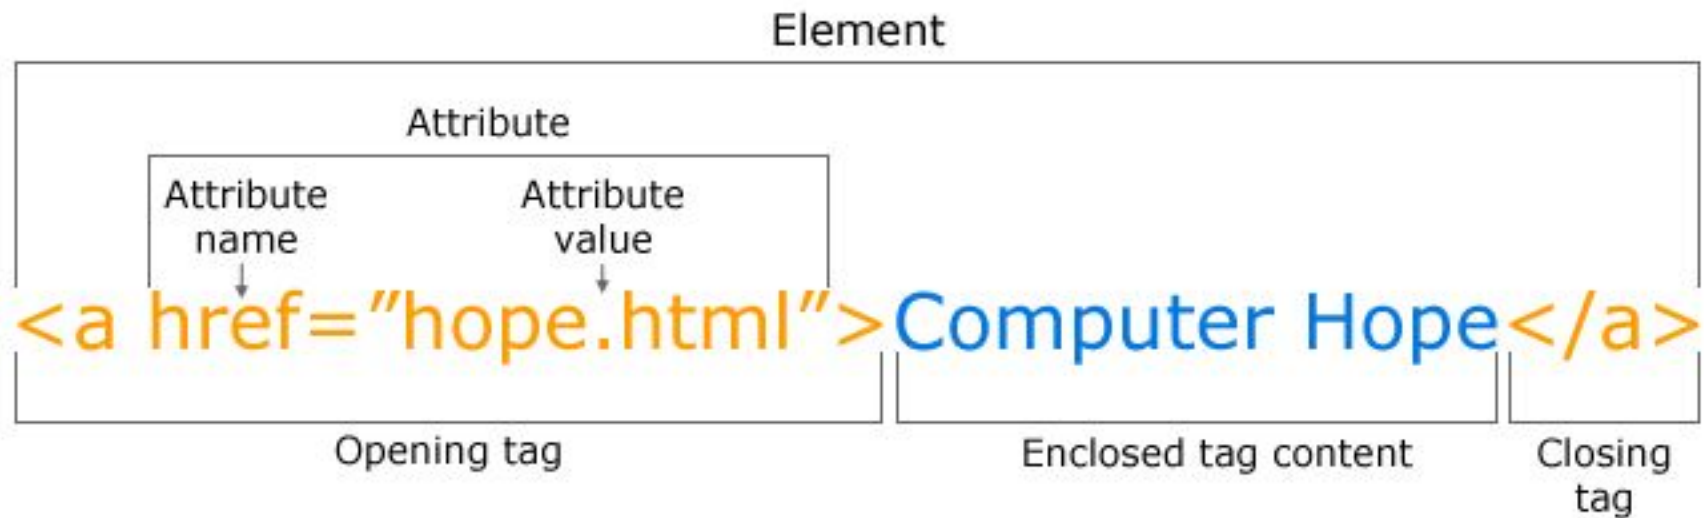 Element
Attribute
Attribute name
Attribute value
<a href=″hope.html″>Computer Hope</a>
Opening tag
Enclosed tag content
Closing tag